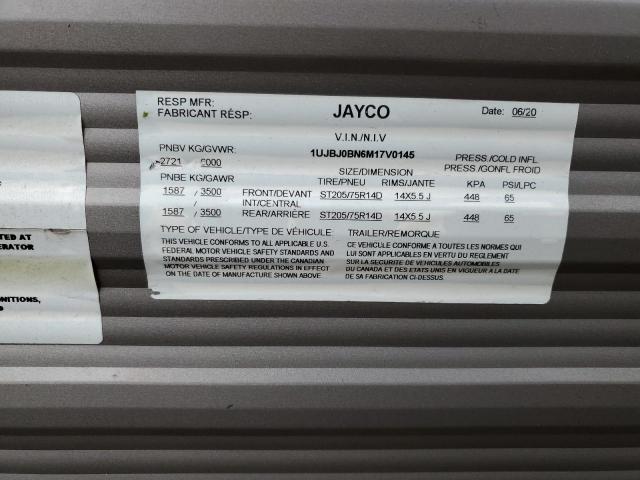 RESP MFR:
FABRICANT RÉSP:
JAYCO
Date: 06/20
V.I.N./N.I.V
1UJBJ0BN6M17V0145
PNBV KG/GVWR:
2721
PRESS./COLD INFL
PRESS./GONFL FROID
SIZE/DIMENSION
PNBE KG/GAWR
TIRE/PNEU RIMS/JANTE KPA PSI/LPC
1587 / 3500 FRONT/DEVANT ST205/75R14D 14X5.5 J 448 65
INT/CENTRAL
1587 / 3500 REAR/ARRIÈRE ST205/75R14D 14X5.5 J 448 65
TYPE OF VEHICLE/TYPE DE VÉHICULE: TRAILER/REMORQUE
THIS VEHICLE CONFORMS TO ALL APPLICABLE U.S.
FEDERAL MOTOR VEHICLE SAFETY STANDARDS AND
STANDARDS PRESCRIBED UNDER THE CANADIAN
MOTOR VEHICLE SAFETY REGULATIONS IN EFFECT
ON THE DATE OF MANUFACTURE SHOWN ABOVE.
CE VEHICULE CONFORME A TOUTES LES NORMES QUI
LUI SONT APPLICABLES EN VERTU DU REGLEMENT
SUR LA SECURITE DE VEHICULES AUTOMOBILES
DU CANADA ET DES ETATS UNIS EN VIGUEUR A LA DATE
DE SA FABRICATION CI-DESSUS.
AT